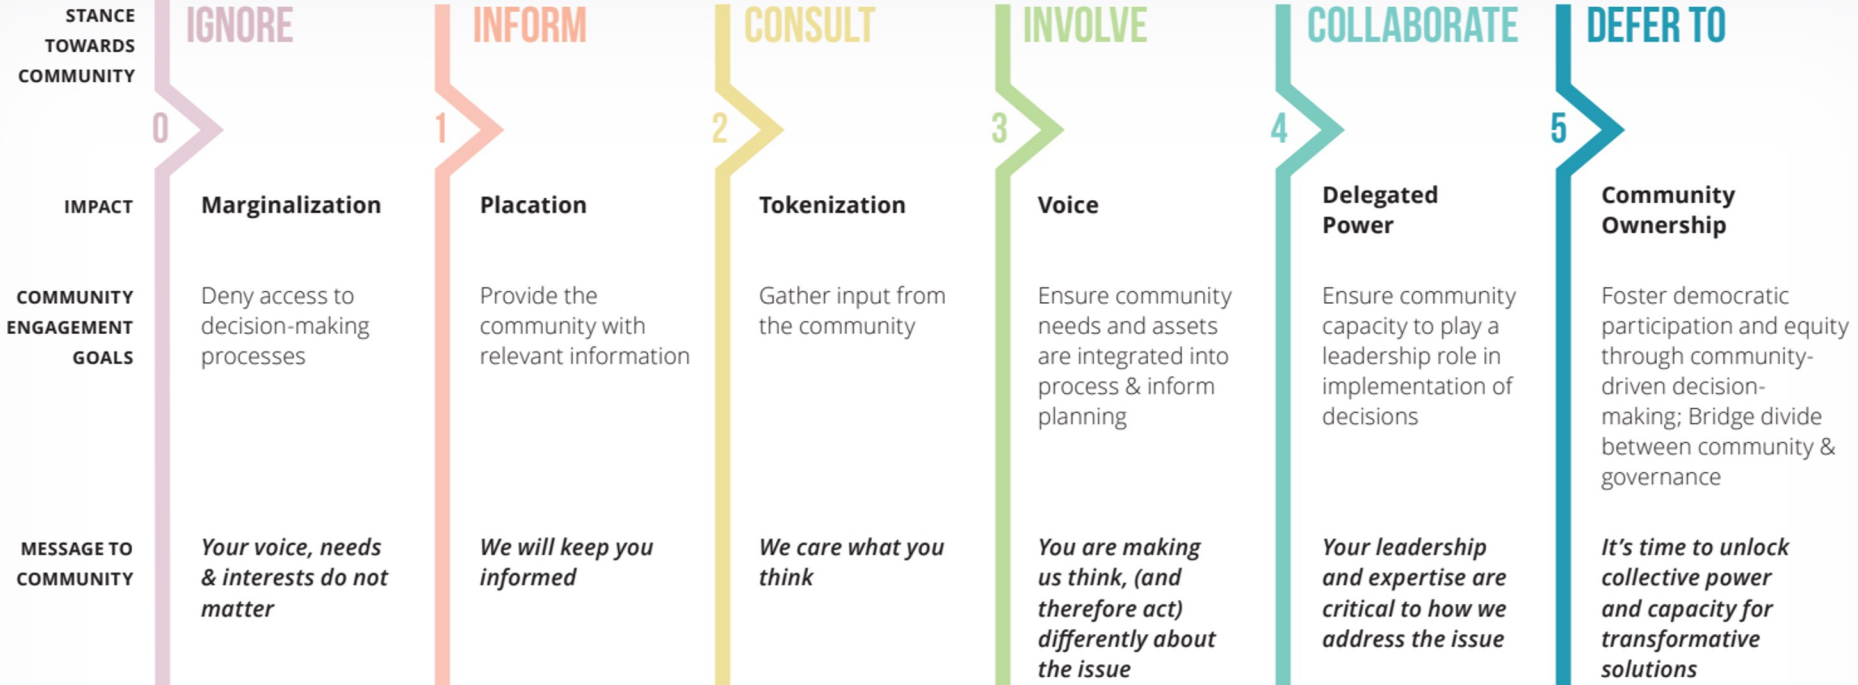 STANCE
TOWARDS
COMMUNITY
IGNORE
INFORM
CONSULT
INVOLVE
COLLABORATE
DEFER TO
0
1
2
3
4
5
IMPACT
Marginalization
Placation
Tokenization
Voice
Delegated
Power
Community
Ownership
COMMUNITY
ENGAGEMENT
GOALS
Deny access to
decision-making
processes
Provide the
community with
relevant information
Gather input from
the community
Ensure community
needs and assets
are integrated into
process & inform
planning
Ensure community
capacity to play a
leadership role in
implementation of
decisions
Foster democratic
participation and equity
through community-
driven decision-
making; Bridge divide
between community &
governance
MESSAGE TO
COMMUNITY
Your voice, needs
& interests do not
matter
We will keep you
informed
We care what you
think
You are making
us think, (and
therefore act)
differently about
the issue
Your leadership
and expertise are
critical to how we
address the issue
It’s time to unlock
collective power
and capacity for
transformative
solutions